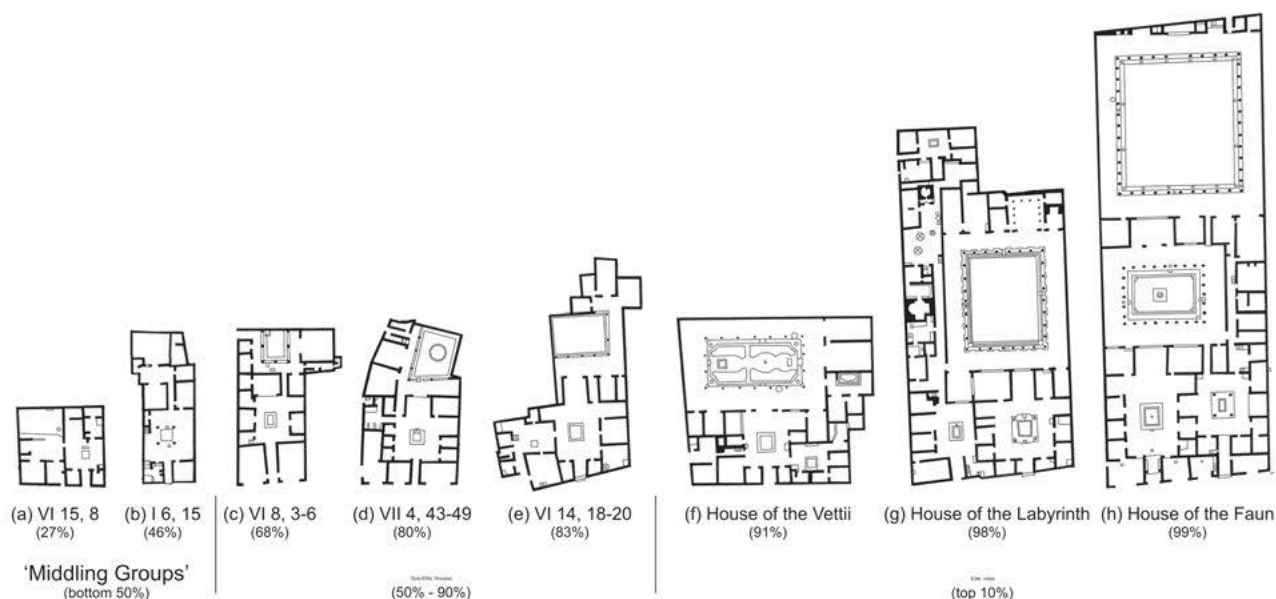 (a) VI 15, 8
(27%)
(b) I 6, 15
(46%)
(c) VI 8, 3-6
(68%)
(d) VII 4, 43-49
(80%)
(e) VI 14, 18-20
(83%)
(f) House of the Vettii
(91%)
(g) House of the Labyrinth
(98%)
(h) House of the Faun
(99%)
'Middling Groups'
(bottom 50%)
(50% - 90%)
(top 10%)